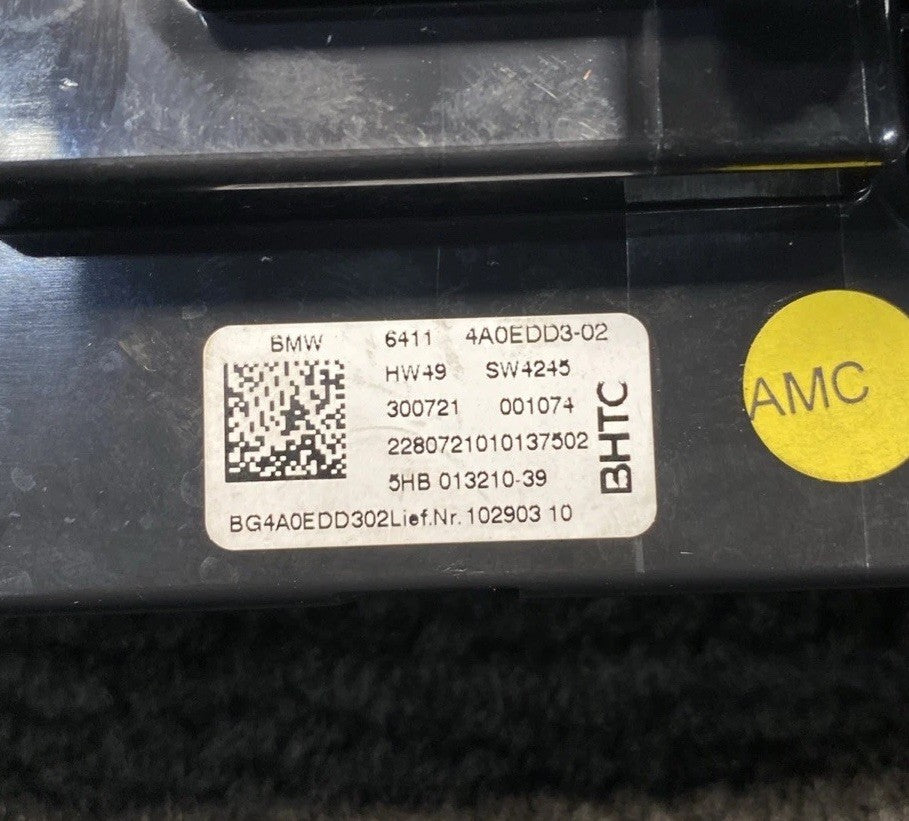 BMW 6411 4A0EDD3-02
HW49 SW4245
300721 001074
2280721010137502
5HB 013210-39
BHTC
BG4A0EDD302Lief.Nr. 102903 10
AMC